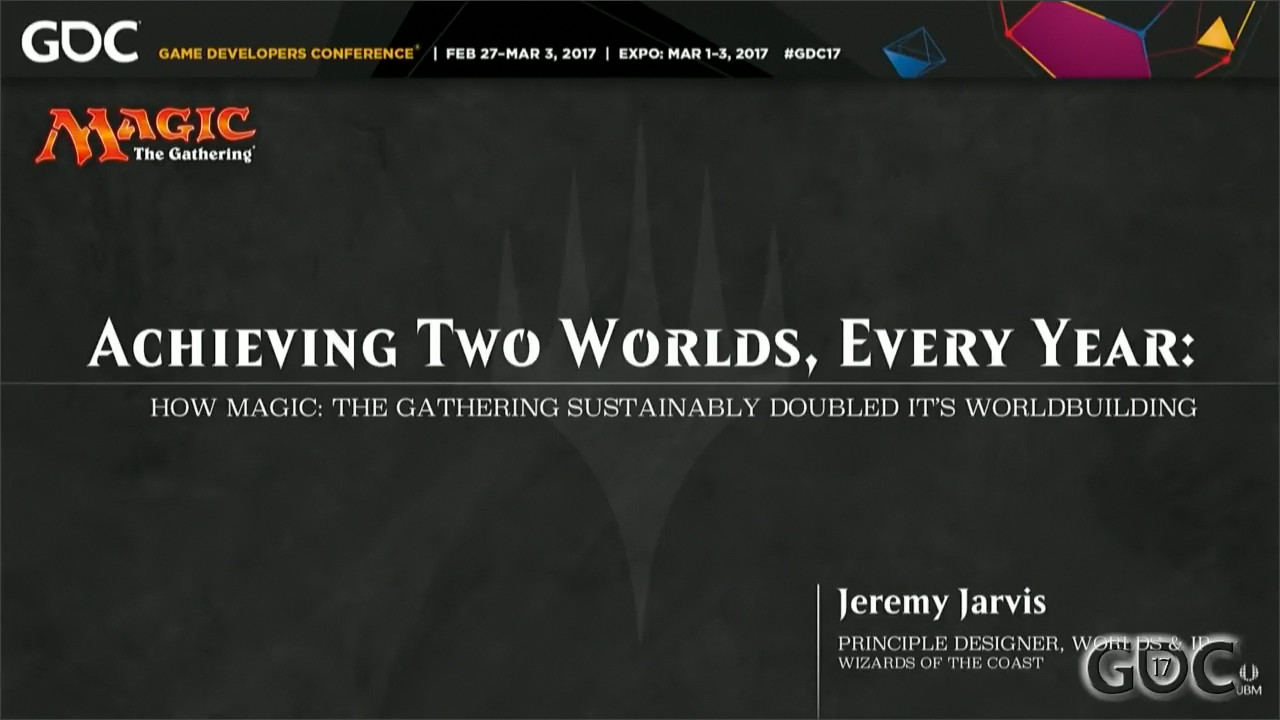 GDC GAME DEVELOPERS CONFERENCE® | FEB 27–MAR 3, 2017 | EXPO: MAR 1–3, 2017 #GDC17
MAGIC
The Gathering®
ACHIEVING TWO WORLDS, EVERY YEAR:
HOW MAGIC: THE GATHERING SUSTAINABLY DOUBLED IT'S WORLDBUILDING
Jeremy Jarvis
PRINCIPLE DESIGNER, WORLDS & IP
WIZARDS OF THE COAST
GDC 17
UBM